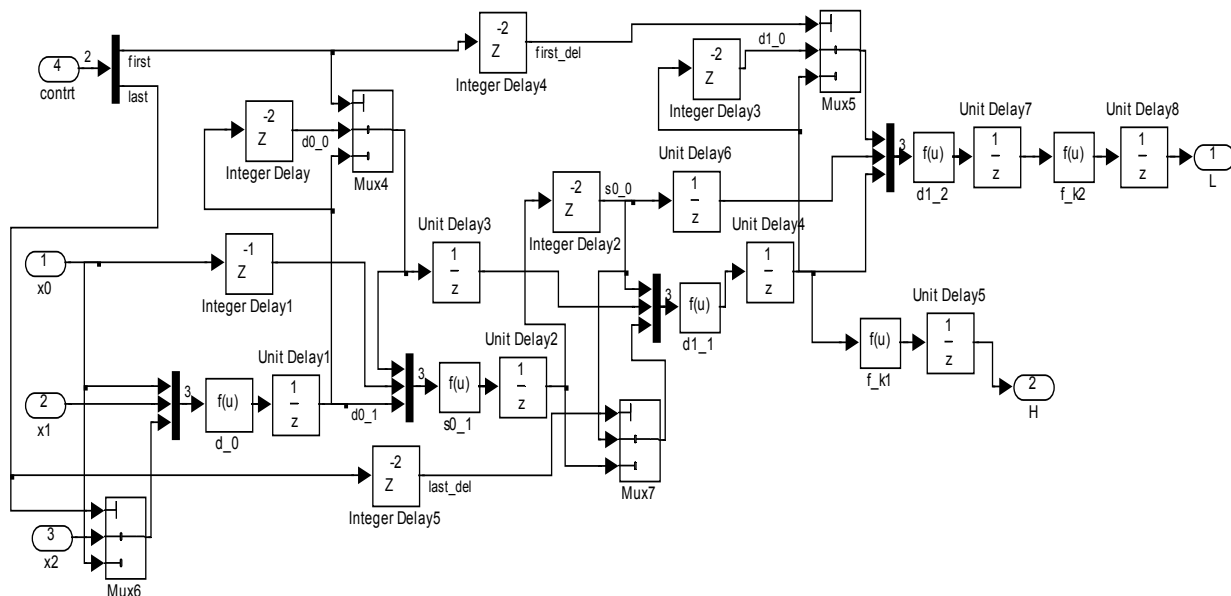 4
contrt
2
first
last
-2
Z
Integer Delay4
first_del
-2
Z
Integer Delay3
d1_0
Mux5
-2
Z
Integer Delay
d0_0
Mux4
Unit Delay6
1
z
3
f(u)
d1_2
Unit Delay7
1
z
f(u)
f_k2
Unit Delay8
1
z
1
L
-2
Z
Integer Delay2
s0_0
1
x0
-1
Z
Integer Delay1
Unit Delay3
1
z
3
f(u)
d1_1
Unit Delay4
1
z
f(u)
f_k1
Unit Delay5
1
z
2
H
2
x1
3
f(u)
d_0
Unit Delay1
1
z
d0_1
3
f(u)
s0_1
Unit Delay2
1
z
-2
Z
Integer Delay5
last_del
Mux7
3
x2
Mux6